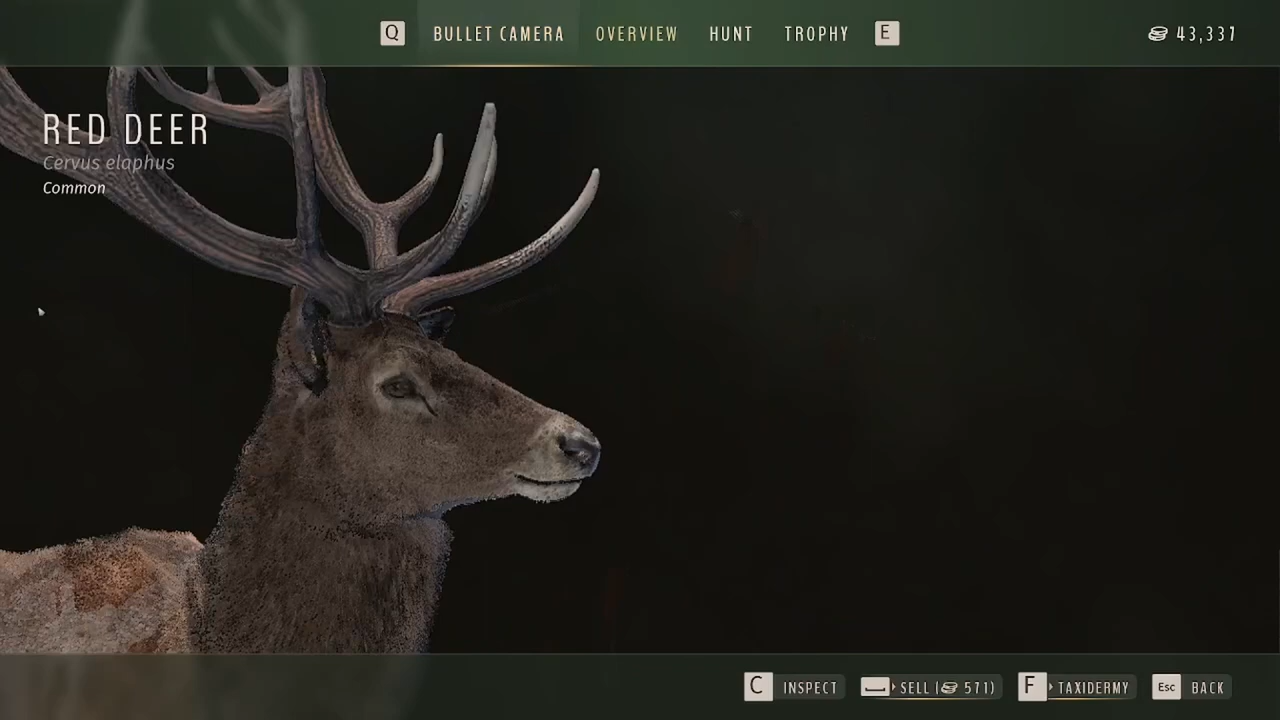 Q BULLET CAMERA OVERVIEW HUNT TROPHY E 43,337
RED DEER
Cervus elaphus
Common
C INSPECT SELL (571) F TAXIDERMY Esc BACK